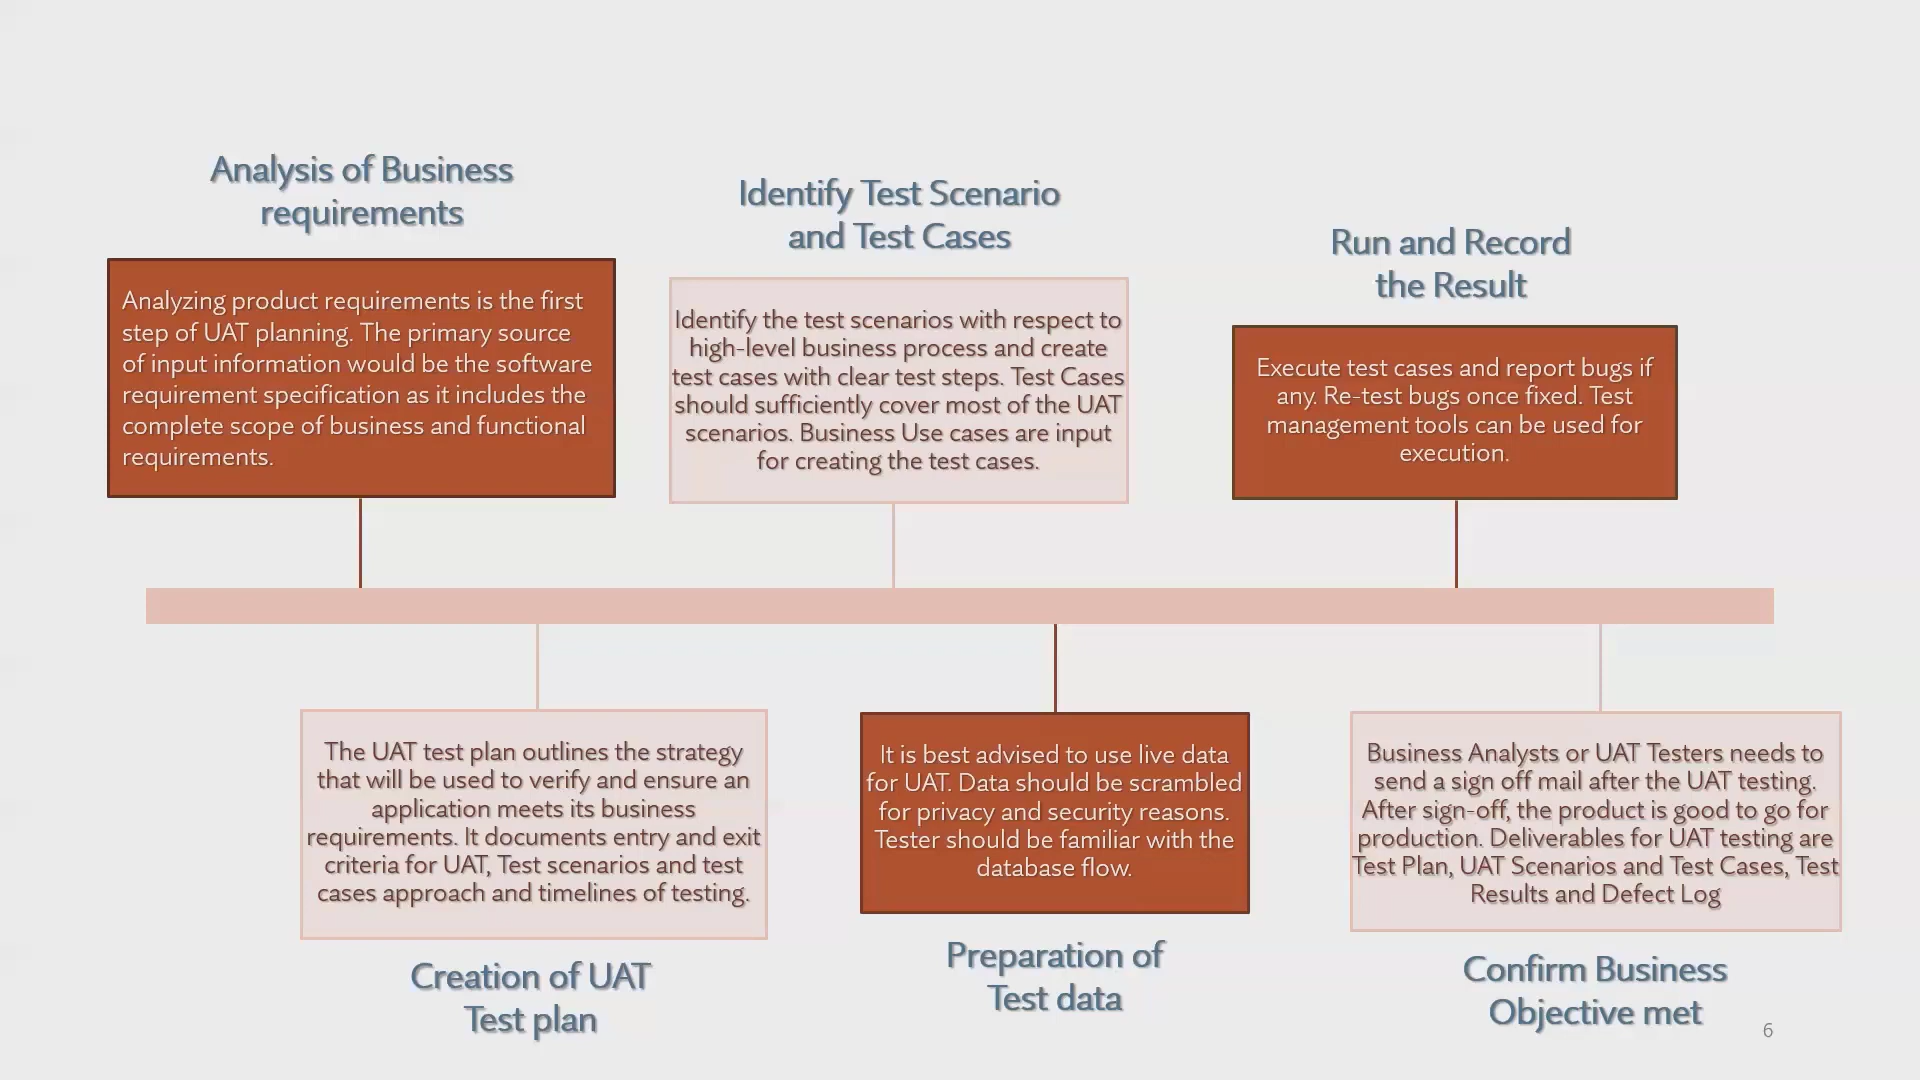 Analysis of Business
requirements
Analyzing product requirements is the first
step of UAT planning. The primary source
of input information would be the software
requirement specification as it includes the
complete scope of business and functional
requirements.
Identify Test Scenario
and Test Cases
Identify the test scenarios with respect to
high-level business process and create
test cases with clear test steps. Test Cases
should sufficiently cover most of the UAT
scenarios. Business Use cases are input
for creating the test cases.
Run and Record
the Result
Execute test cases and report bugs if
any. Re-test bugs once fixed. Test
management tools can be used for
execution.
The UAT test plan outlines the strategy
that will be used to verify and ensure an
application meets its business
requirements. It documents entry and exit
criteria for UAT, Test scenarios and test
cases approach and timelines of testing.
Creation of UAT
Test plan
It is best advised to use live data
for UAT. Data should be scrambled
for privacy and security reasons.
Tester should be familiar with the
database flow.
Preparation of
Test data
Business Analysts or UAT Testers needs to
send a sign off mail after the UAT testing.
After sign-off, the product is good to go for
production. Deliverables for UAT testing are
Test Plan, UAT Scenarios and Test Cases, Test
Results and Defect Log
Confirm Business
Objective met
6